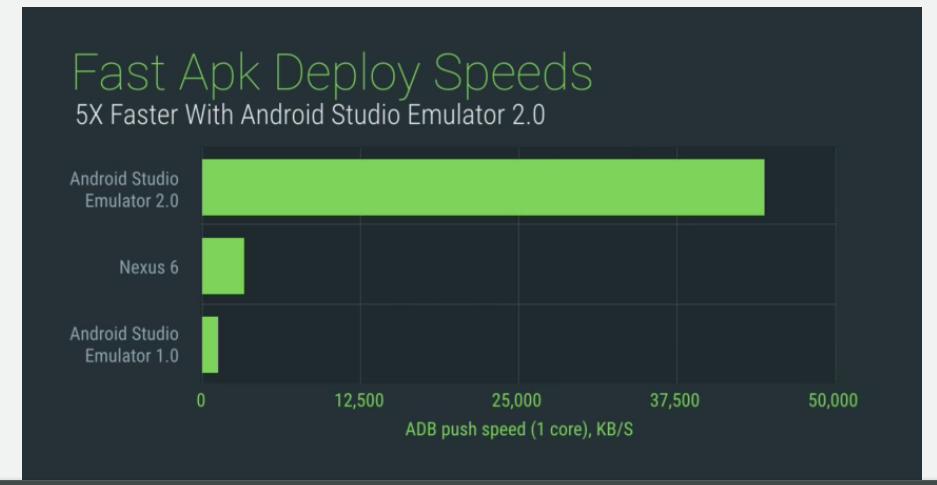 Fast Apk Deploy Speeds
5X Faster With Android Studio Emulator 2.0
Android Studio
Emulator 2.0
Nexus 6
Android Studio
Emulator 1.0
0 12,500 25,000 37,500 50,000
ADB push speed (1 core), KB/S